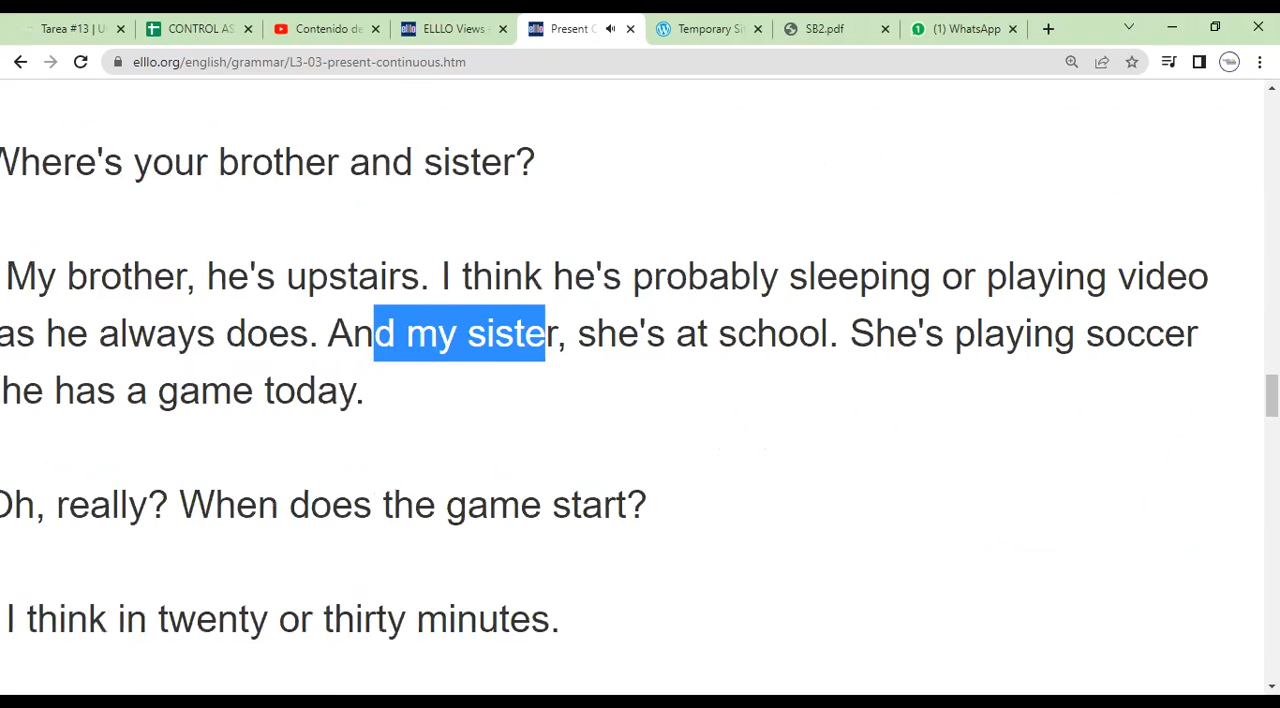 Tarea #13 | U
CONTROL AS
Contenido de
ELLLO Views
Present C
Temporary Si
SB2.pdf
(1) WhatsApp
elllo.org/english/grammar/L3-03-present-continuous.htm
Where's your brother and sister?
My brother, he's upstairs. I think he's probably sleeping or playing video
as he always does. And my sister, she's at school. She's playing soccer
he has a game today.
Oh, really? When does the game start?
I think in twenty or thirty minutes.